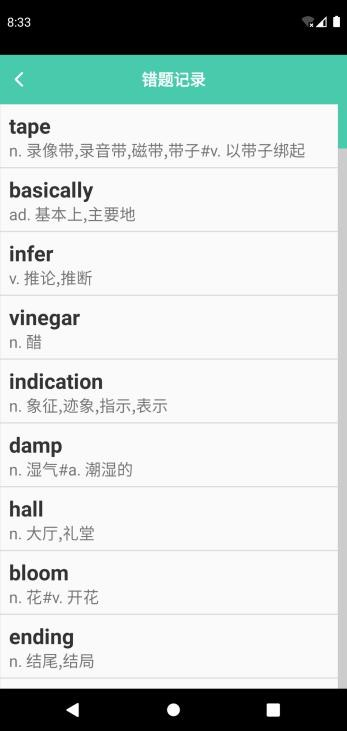 8:33
错题记录
tape
n. 录像带,录音带,磁带,带子#v. 以带子绑起
basically
ad. 基本上,主要地
infer
v. 推论,推断
vinegar
n. 醋
indication
n. 象征,迹象,指示,表示
damp
n. 湿气#a. 潮湿的
hall
n. 大厅,礼堂
bloom
n. 花#v. 开花
ending
n. 结尾,结局